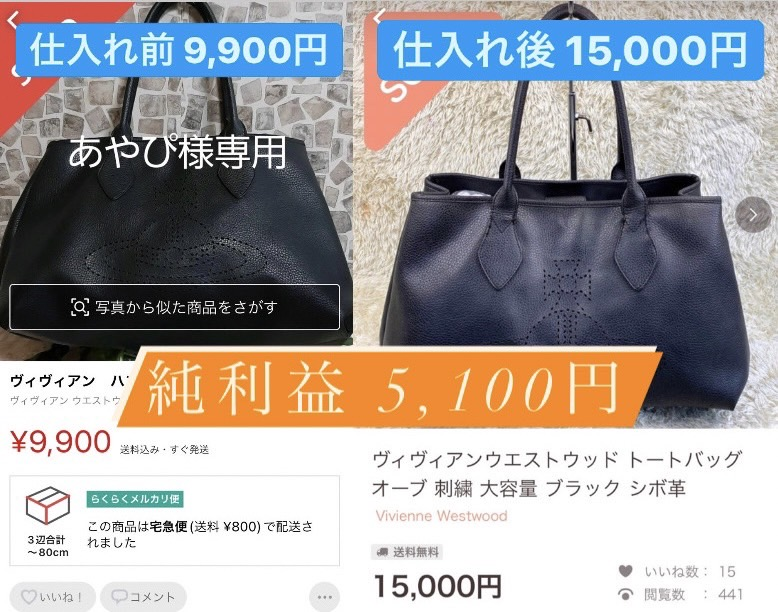 仕入れ前 9,900円
仕入れ後 15,000円
あやぴ様専用
写真から似た商品をさがす
純利益 5,100円
ヴィヴィアン
ヴィヴィアン ウエストウ
¥9,900 送料込み・すぐ発送
らくらくメルカリ便
この商品は宅急便 (送料 ¥800) で配送さ
れました
3辺合計
~80cm
いいね！
コメント
ヴィヴィアンウエストウッド トートバッグ
オーブ 刺繍 大容量 ブラック シボ革
Vivienne Westwood
送料無料
15,000円
いいね数： 15
閲覧数 ： 441